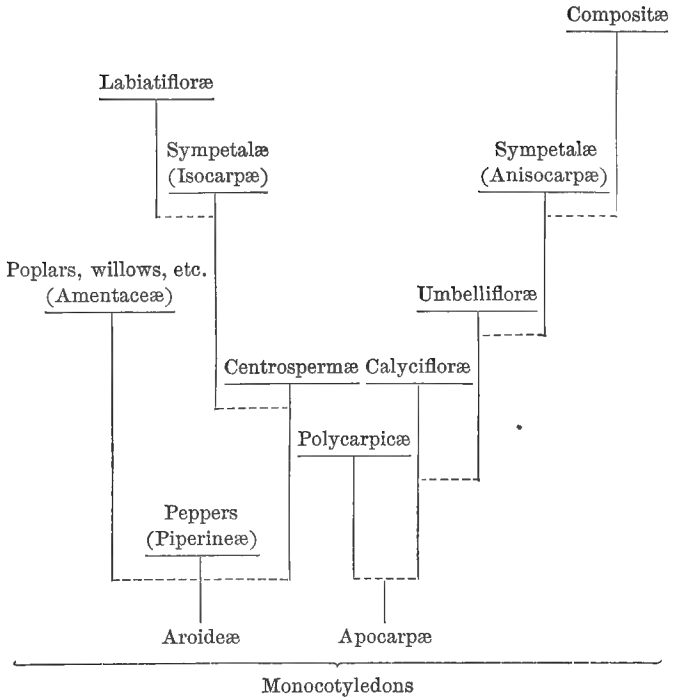 Compositæ
Labiatifloræ
Sympetalæ
(Isocarpæ)
Sympetalæ
(Anisocarpæ)
Poplars, willows, etc.
(Amentaceæ)
Umbellifloræ
Centrospermæ
Calycifloræ
Polycarpicæ
Peppers
(Piperineæ)
Aroideæ
Apocarpæ
Monocotyledons